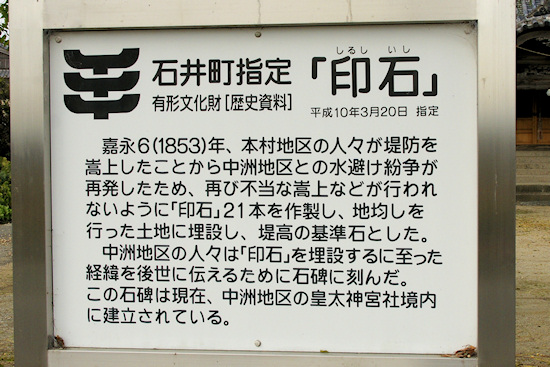 石井町指定
有形文化財[歴史資料]
「印石」
しるし いし
平成10年3月20日 指定
嘉永6(1853)年、本村地区の人々が堤防を
嵩上したことから中洲地区との水避け紛争が
再発したため、再び不当な嵩上などが行われ
ないように「印石」21本を作製し、地均しを
行った土地に埋設し、堤高の基準石とした。
中洲地区の人々は「印石」を埋設するに至った
経緯を後世に伝えるために石碑に刻んだ。
この石碑は現在、中洲地区の皇太神宮社境内
に建立されている。